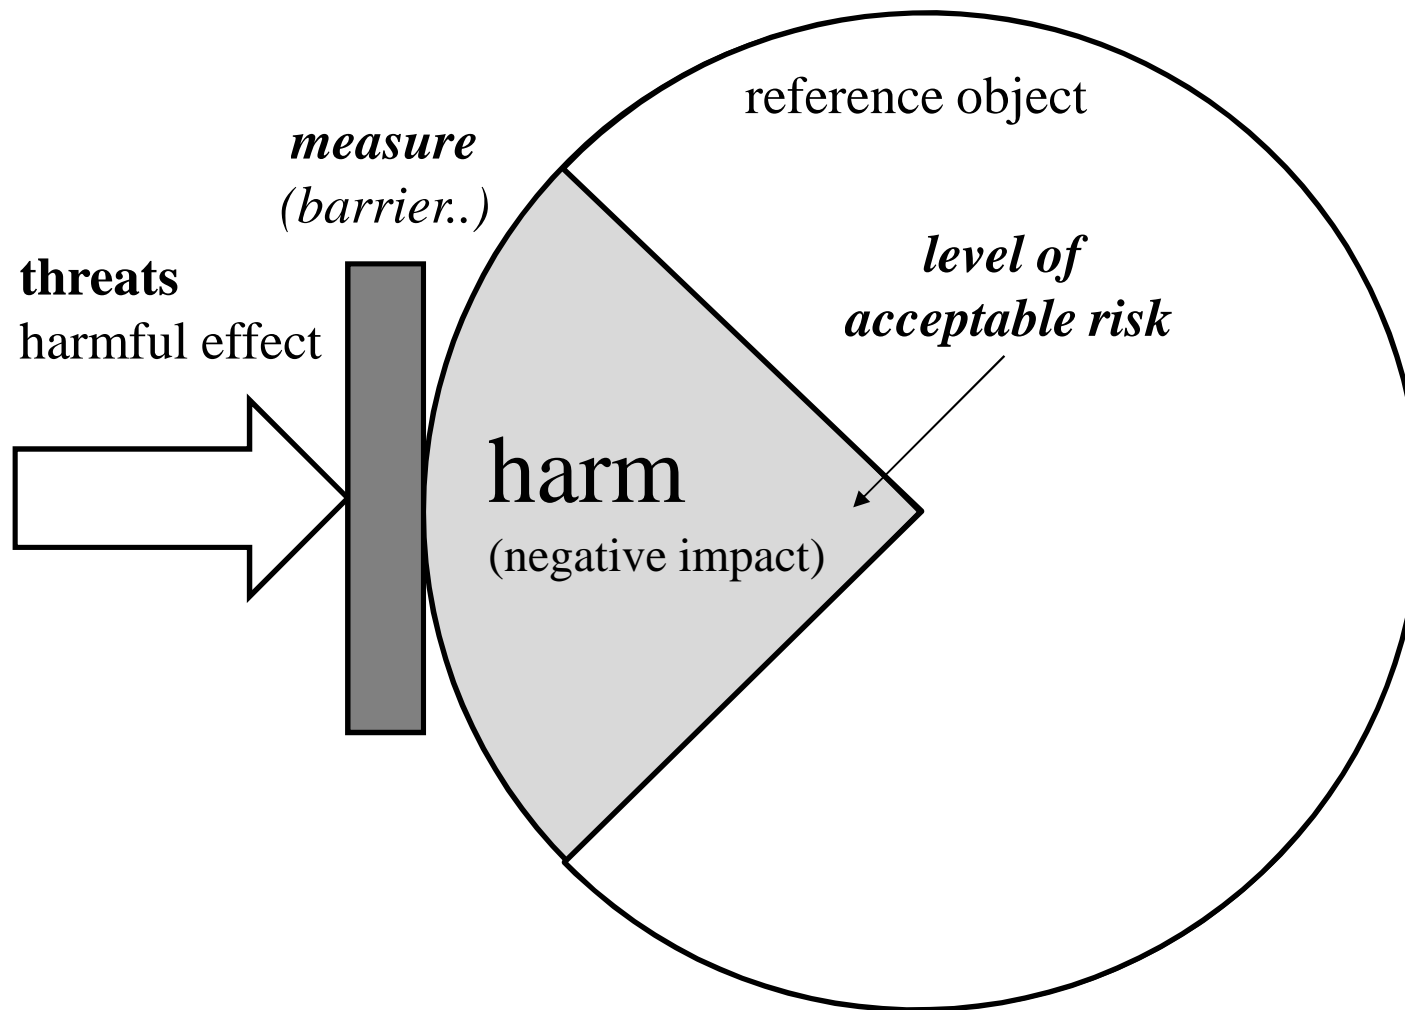 reference object
measure
(barrier..)
level of
acceptable risk
threats
harmful effect
harm
(negative impact)